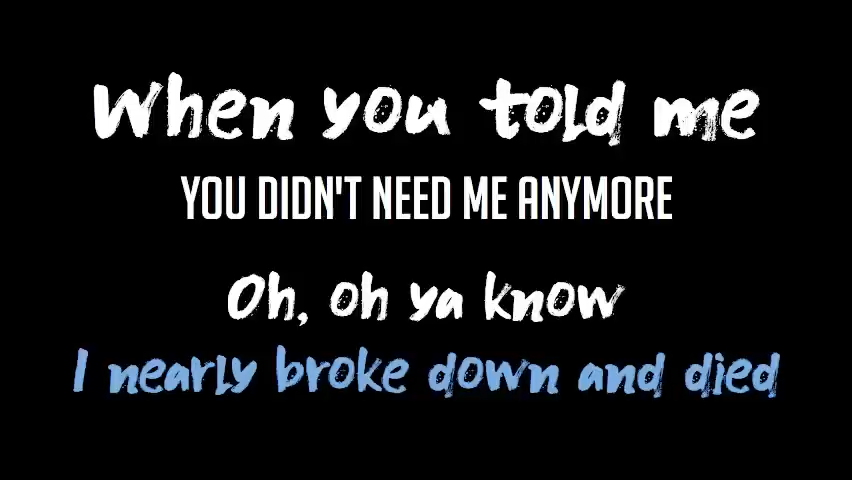 When you told me
YOU DIDN'T NEED ME ANYMORE
Oh, oh ya know
I nearly broke down and died